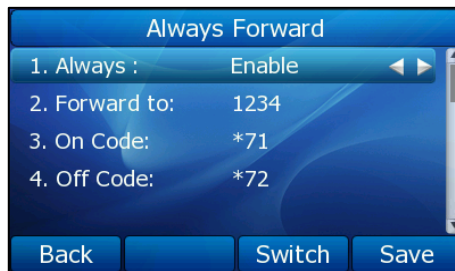 Always Forward
1. Always : Enable
2. Forward to: 1234
3. On Code: *71
4. Off Code: *72
Back Switch Save